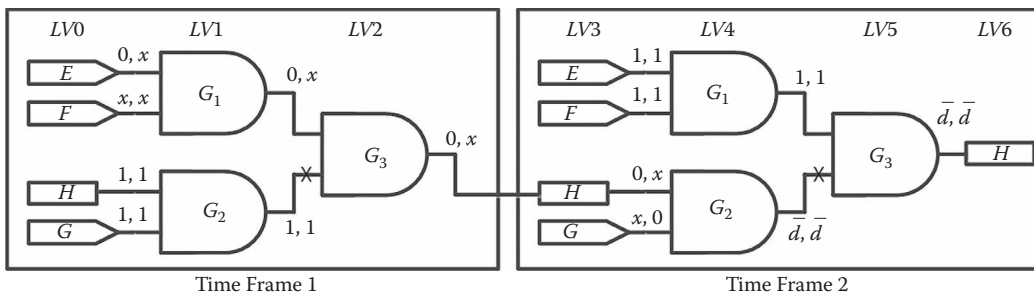 LV0 LV1 LV2 LV3 LV4 LV5 LV6
0, x
E
G1
0, x
x, x
F
0, x
G3
1, 1
H
G2
1, 1
G
1, 1
1, 1
E
G1
1, 1
1, 1
F
d̅, d̅
G3
H
0, x
H
G2
x, 0
G
d̅, d̅
Time Frame 1
Time Frame 2